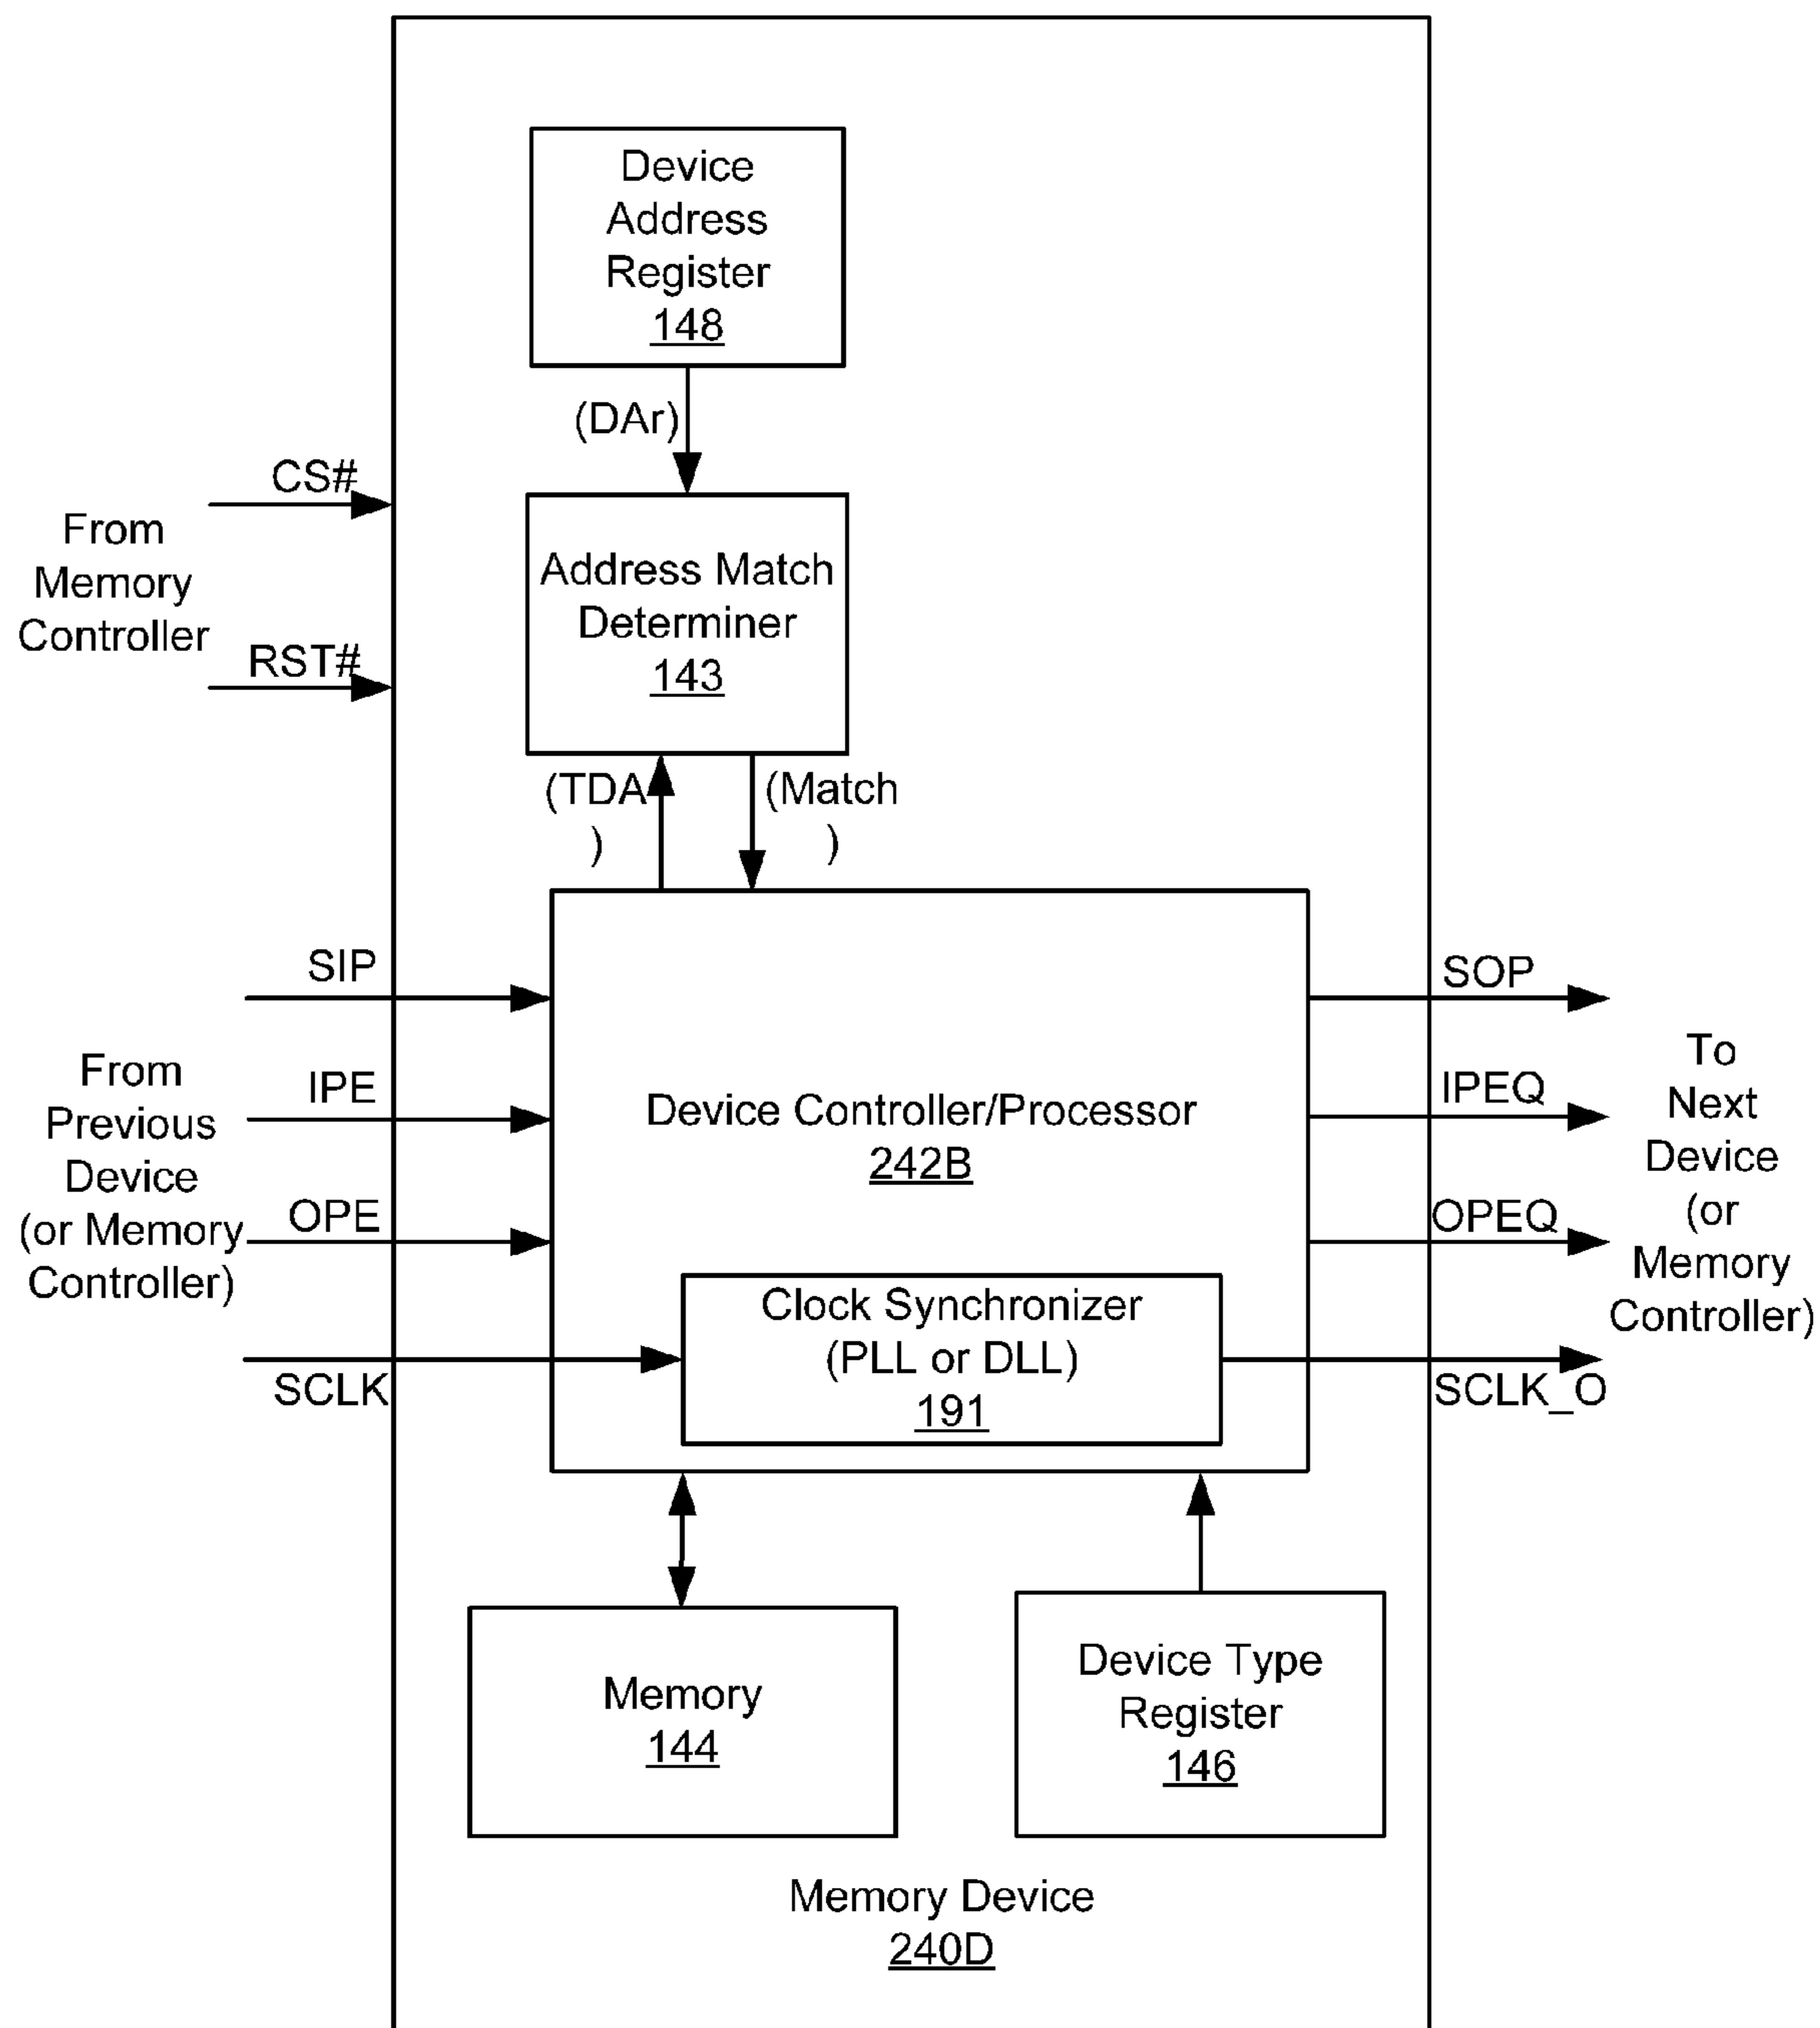 Device
Address
Register
148
(DAr)
CS#
From
Memory
Controller
RST#
Address Match
Determiner
143
(TDA
)
(Match
)
SIP
IPE
OPE
SCLK
From
Previous
Device
(or Memory
Controller)
Device Controller/Processor
242B
Clock Synchronizer
(PLL or DLL)
191
SOP
IPEQ
OPEQ
SCLK_O
To
Next
Device
(or
Memory
Controller)
Memory
144
Device Type
Register
146
Memory Device
240D